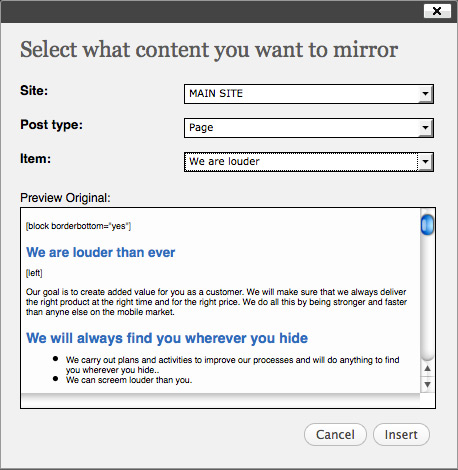 Select what content you want to mirror
Site:
MAIN SITE
Post type:
Page
Item:
We are louder
Preview Original:
[block borderbottom="yes"]
We are louder than ever
[left]
Our goal is to create added value for you as a customer. We will make sure that we always deliver
the right product at the right time and for the right price. We do all this by being stronger and faster
than anyne else on the mobile market.
We will always find you wherever you hide
We carry out plans and activities to improve our processes and will do anything to find
you wherever you hide..
We can screem louder than you.
Cancel
Insert